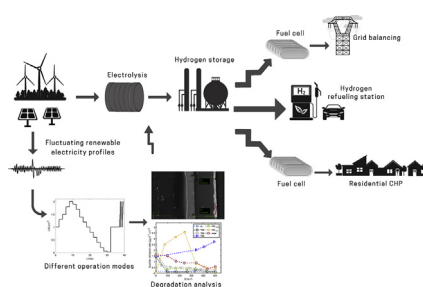 Fuel cell
Grid balancing
Hydrogen storage
Electrolysis
H2
Hydrogen
refueling station
Fluctuating renewable
electricity profiles
Fuel cell
Residential CHP
Different operation modes
Degradation analysis